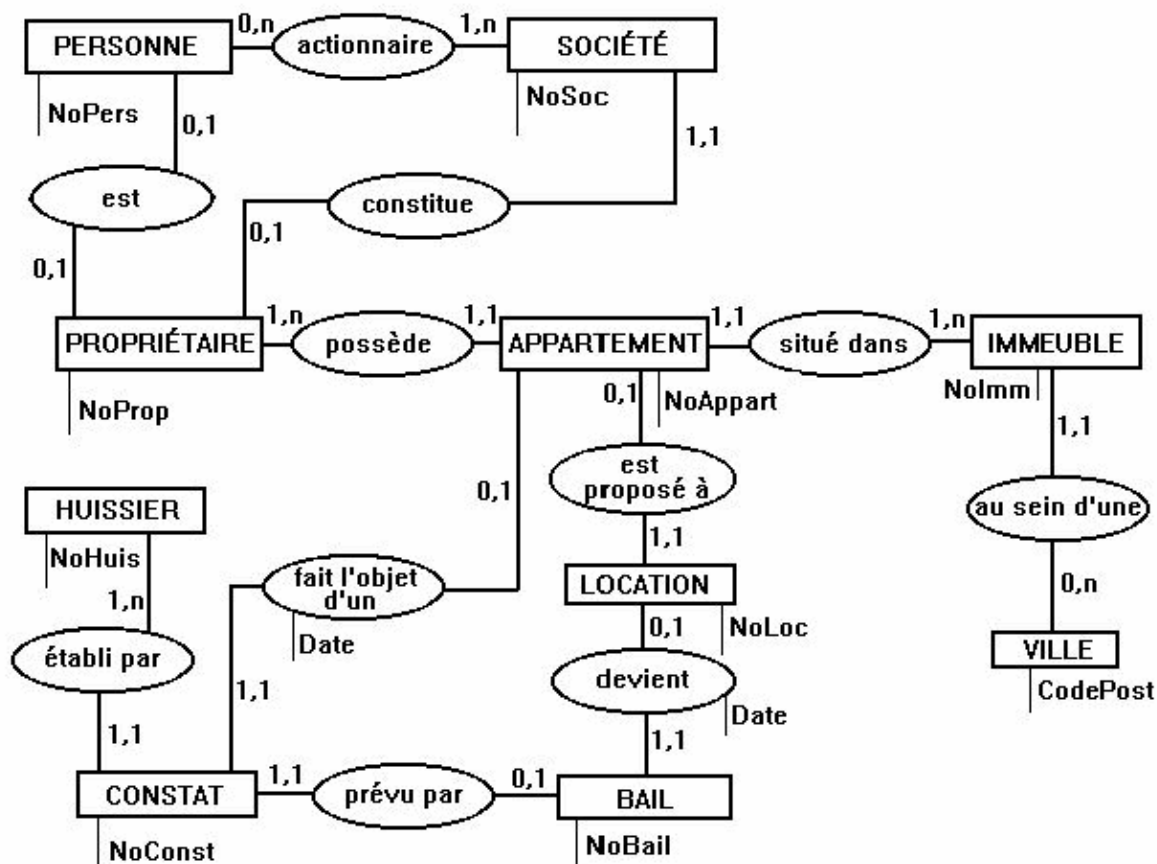 0,n
1,n
PERSONNE
actionnaire
SOCIÉTÉ
NoPers
NoSoc
0,1
1,1
est
constitue
0,1
0,1
1,n
1,1
1,1
1,n
PROPRIÉTAIRE
possède
APPARTEMENT
situé dans
IMMEUBLE
NoProp
0,1
NoAppart
NoImm
1,1
est
proposé à
0,1
HUISSIER
au sein d'une
NoHuis
1,1
fait l'objet
d'un
LOCATION
0,n
1,n
Date
0,1
NoLoc
établi par
VILLE
devient
CodePost
1,1
Date
1,1
1,1
1,1
0,1
CONSTAT
prévu par
BAIL
NoConst
NoBail